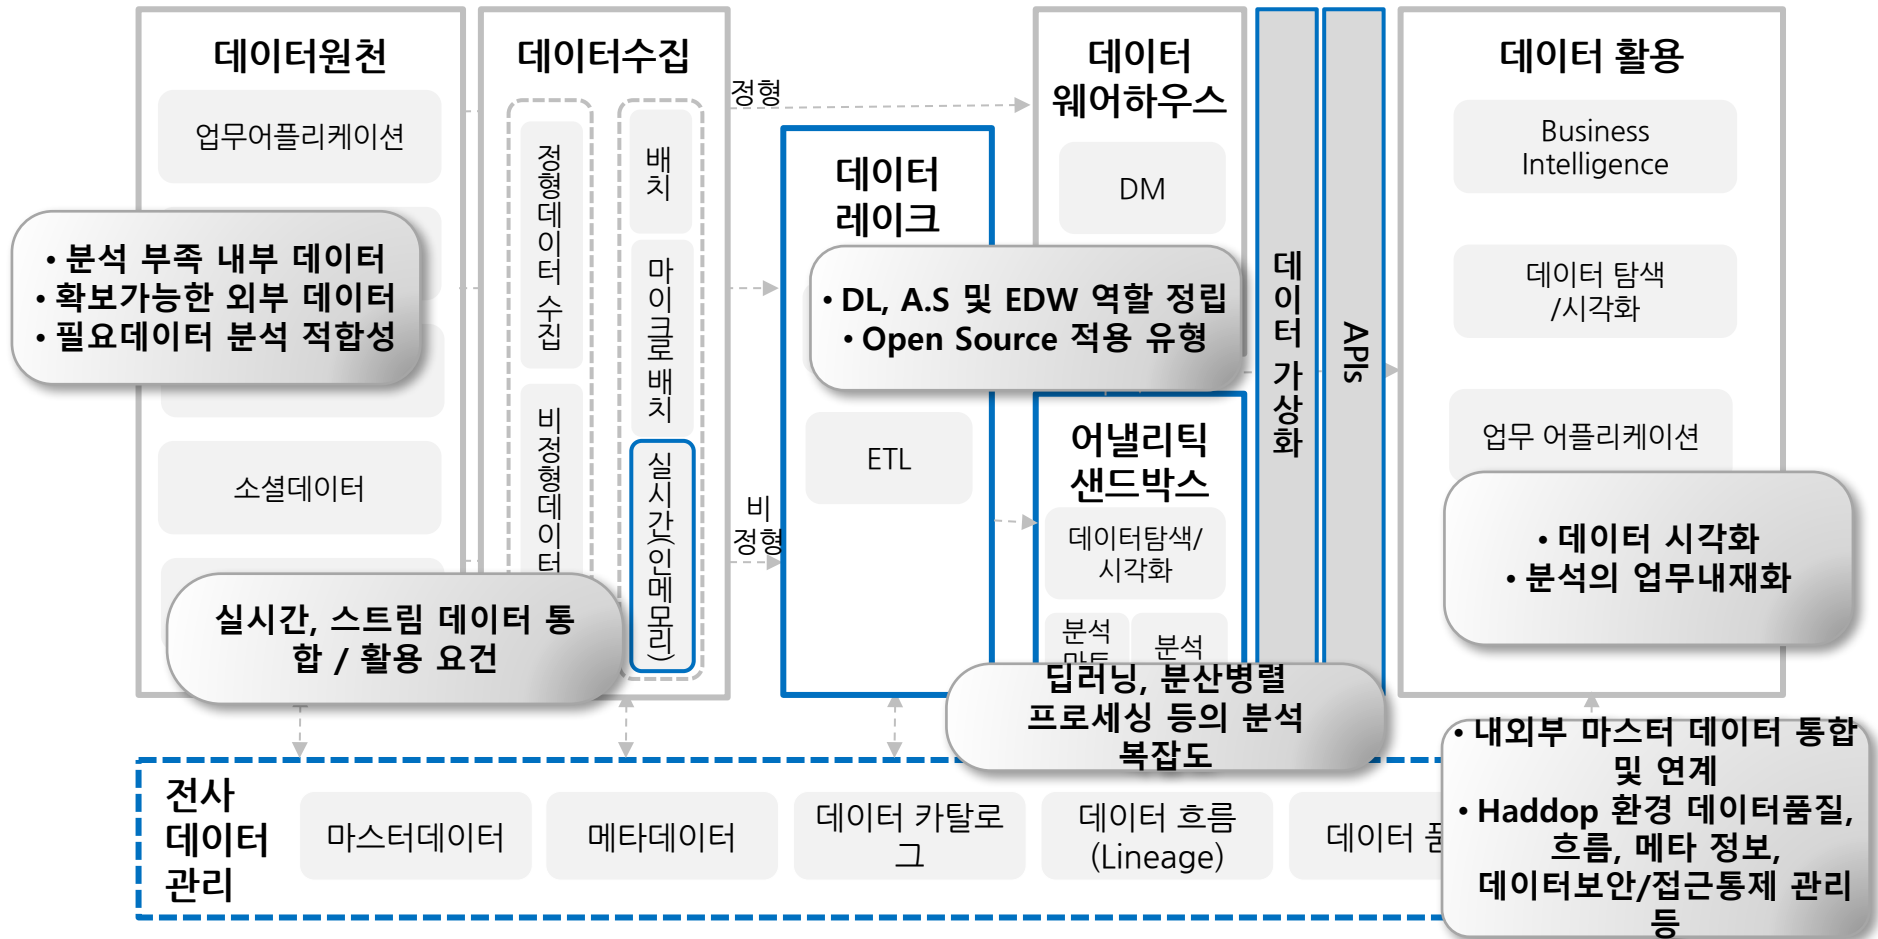 데이터원천
업무어플리케이션
• 분석 부족 내부 데이터
• 확보가능한 외부 데이터
• 필요데이터 분석 적합성
소셜데이터
실시간, 스트림 데이터 통
합 / 활용 요건
데이터수집
정형데이터 수집
비정형데이터
배치
마이크로배치
실시간(인메모리)
정형
비
정형
데이터
레이크
ETL
데이터
웨어하우스
DM
• DL, A.S 및 EDW 역할 정립
• Open Source 적용 유형
어낼리틱
샌드박스
데이터탐색/
시각화
분석
마트
분석
딥러닝, 분산병렬
프로세싱 등의 분석
복잡도
데이터 가상화
APIs
데이터 활용
Business
Intelligence
데이터 탐색
/시각화
업무 어플리케이션
• 데이터 시각화
• 분석의 업무내재화
전사
데이터
관리
마스터데이터
메타데이터
데이터 카탈로
그
데이터 흐름
(Lineage)
데이터
• 내외부 마스터 데이터 통합
및 연계
• Haddop 환경 데이터품질,
흐름, 메타 정보,
데이터보안/접근통제 관리
등